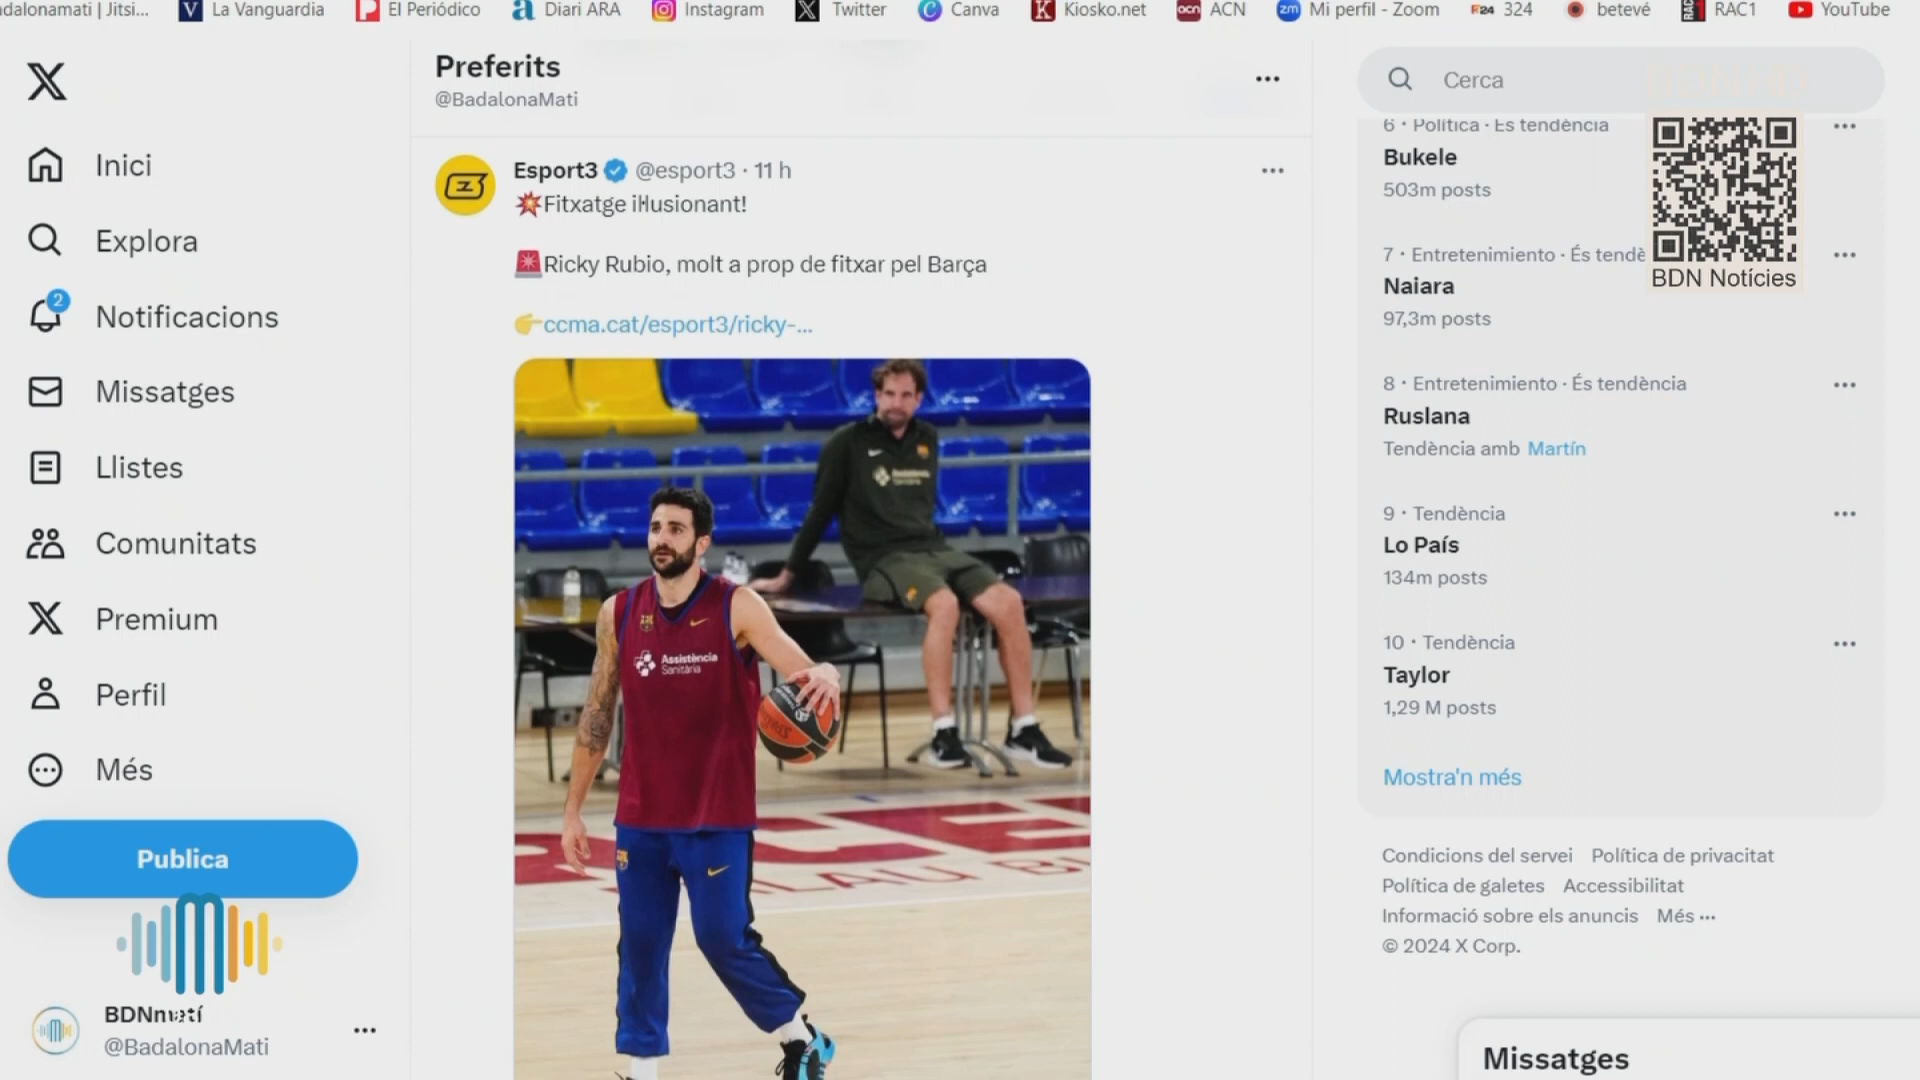 dalonamati | Jitsi...
La Vanguardia
El Periódico
Diari ARA
Instagram
Twitter
Canva
Kiosko.net
ACN
Mi perfil - Zoom
324
betevé
RAC1
YouTube
Inici
Explora
2
Notificacions
Missatges
Llistes
Comunitats
Premium
Perfil
Més
Publica
BDNmatí
@BadalonaMati
Preferits
@BadalonaMati
Esport3 @esport3 · 11 h
Fitxatge il·lusionant!
Ricky Rubio, molt a prop de fitxar pel Barça
ccma.cat/esport3/ricky-...
Assistència
Sanitària
Assistència
Sanitària
Cerca
6 · Política · És tendència
Bukele
503m posts
BDN Notícies
7 · Entretenimiento · És tendè
Naiara
97,3m posts
8 · Entretenimiento · És tendència
Ruslana
Tendència amb Martín
9 · Tendència
Lo País
134m posts
10 · Tendència
Taylor
1,29 M posts
Mostra'n més
Condicions del servei Política de privacitat
Política de galetes Accessibilitat
Informació sobre els anuncis Més ···
© 2024 X Corp.
Missatges